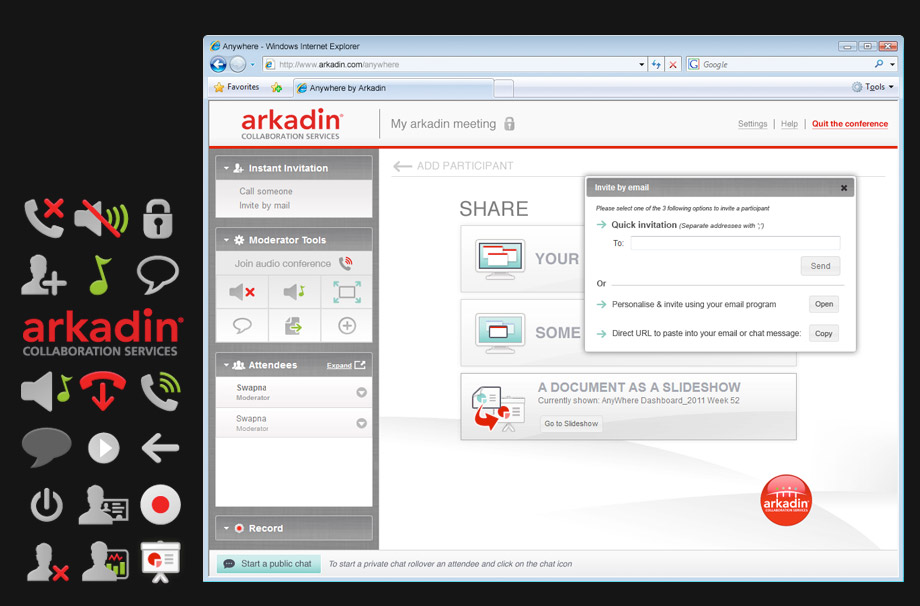 Anywhere - Windows Internet Explorer
http://www.arkadin.com/anywhere
Google
Favorites
Anywhere by Arkadin
Tools
arkadin®
COLLABORATION SERVICES
My arkadin meeting
Settings | Help | Quit the conference
Instant Invitation
Call someone
Invite by mail
Moderator Tools
Join audio conference
Attendees
Expand
Swapna
Moderator
Swapna
Moderator
Record
ADD PARTICIPANT
SHARE
YOUR
SOME
A DOCUMENT AS A SLIDESHOW
Currently shown: AnyWhere Dashboard_2011 Week 52
Go to Slideshow
Invite by email
Please select one of the 3 following options to invite a participant
Quick invitation (Separate addresses with ';')
To:
Send
Or
Personalise & invite using your email program
Open
Direct URL to paste into your email or chat message:
Copy
arkadin®
COLLABORATION SERVICES
Start a public chat
To start a private chat rollover an attendee and click on the chat icon
arkadin®
COLLABORATION SERVICES